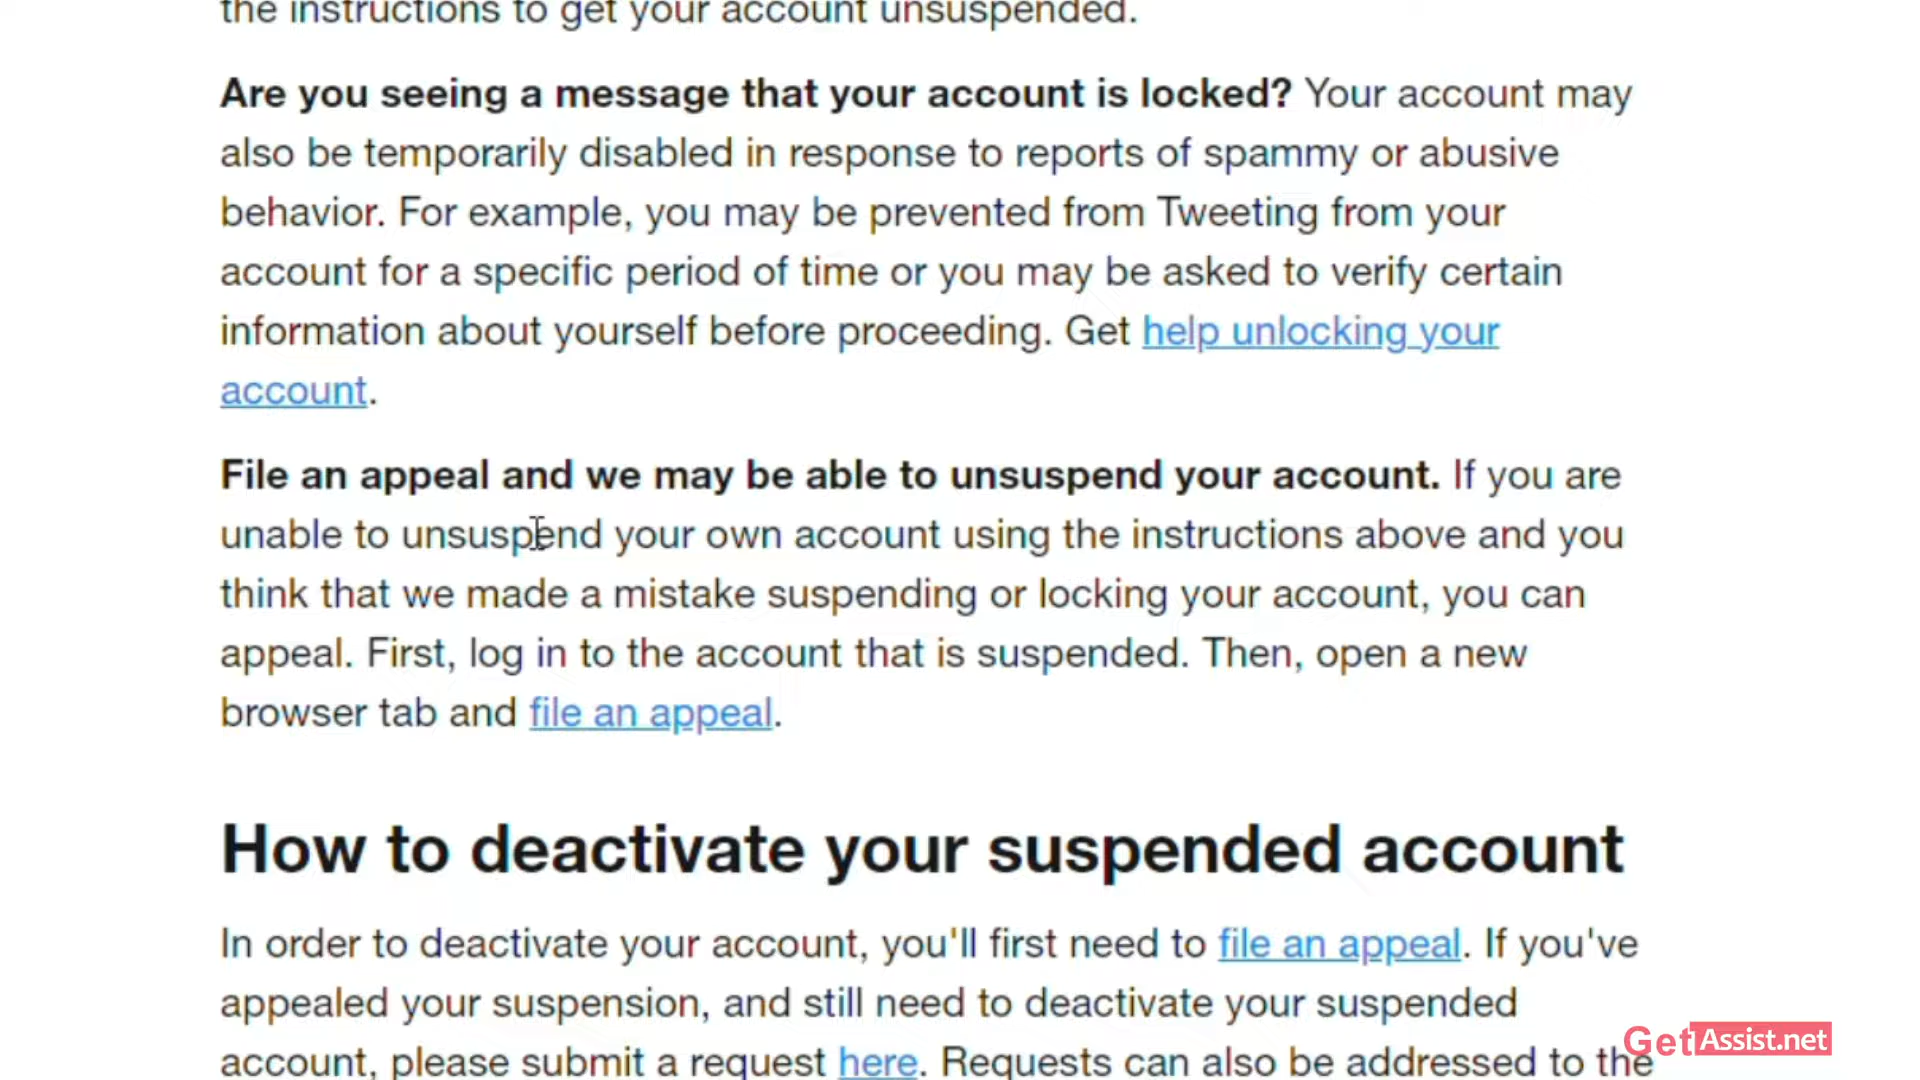 the instructions to get your account unsuspended.
Are you seeing a message that your account is locked? Your account may
also be temporarily disabled in response to reports of spammy or abusive
behavior. For example, you may be prevented from Tweeting from your
account for a specific period of time or you may be asked to verify certain
information about yourself before proceeding. Get help unlocking your
account.
File an appeal and we may be able to unsuspend your account. If you are
unable to unsuspend your own account using the instructions above and you
think that we made a mistake suspending or locking your account, you can
appeal. First, log in to the account that is suspended. Then, open a new
browser tab and file an appeal.
How to deactivate your suspended account
In order to deactivate your account, you'll first need to file an appeal. If you've
appealed your suspension, and still need to deactivate your suspended
account, please submit a request here. Requests can also be addressed to the
GetAssist.net